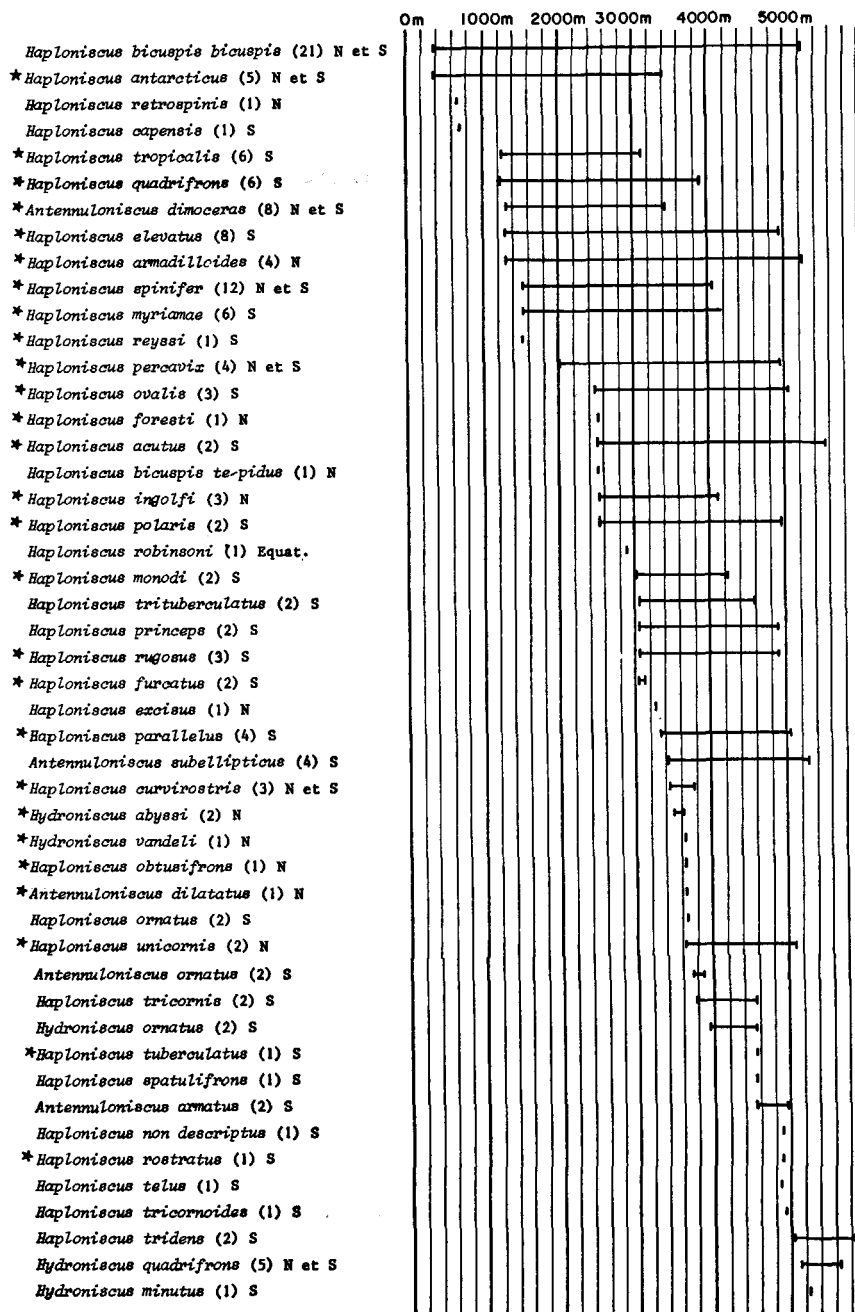 0m 1000m 2000m 3000m 4000m 5000m
Haploniscus bicuspis bicuspis (21) N et S
★ Haploniscus antarcticus (5) N et S
Haploniscus retrospinis (1) N
Haploniscus capensis (1) S
★ Haploniscus tropicalis (6) S
★ Haploniscus quadrifrons (6) S
★ Antennuloniscus dimoceras (8) N et S
★ Haploniscus elevatus (8) S
★ Haploniscus armadilloides (4) N
★ Haploniscus spinifer (12) N et S
★ Haploniscus myriamae (6) S
★ Haploniscus reyssi (1) S
★ Haploniscus percavix (4) N et S
★ Haploniscus ovalis (3) S
★ Haploniscus foresti (1) N
★ Haploniscus acutus (2) S
Haploniscus bicuspis te-pidus (1) N
★ Haploniscus ingolfi (3) N
★ Haploniscus polaris (2) S
Haploniscus robinsoni (1) Equat.
★ Haploniscus monodi (2) S
Haploniscus trituberculatus (2) S
Haploniscus princeps (2) S
★ Haploniscus rugosus (3) S
★ Haploniscus furcatus (2) S
Haploniscus excisus (1) N
★ Haploniscus parallelus (4) S
Antennuloniscus subellipticus (4) S
★ Haploniscus curvirostris (3) N et S
★ Hydroniscus abyssi (2) N
★ Hydroniscus vandeli (1) N
★ Haploniscus obtusifrons (1) N
★ Antennuloniscus dilatatus (1) N
Haploniscus ornatus (2) S
★ Haploniscus unicornis (2) N
Antennuloniscus ornatus (2) S
Haploniscus tricornis (2) S
Hydroniscus ornatus (2) S
★ Haploniscus tuberculatus (1) S
Haploniscus spatulifrons (1) S
Antennuloniscus armatus (2) S
Haploniscus non descriptus (1) S
★ Haploniscus rostratus (1) S
Haploniscus telus (1) S
Haploniscus tricornoides (1) S
Haploniscus tridens (2) S
Hydroniscus quadrifrons (5) N et S
Hydroniscus minutus (1) S